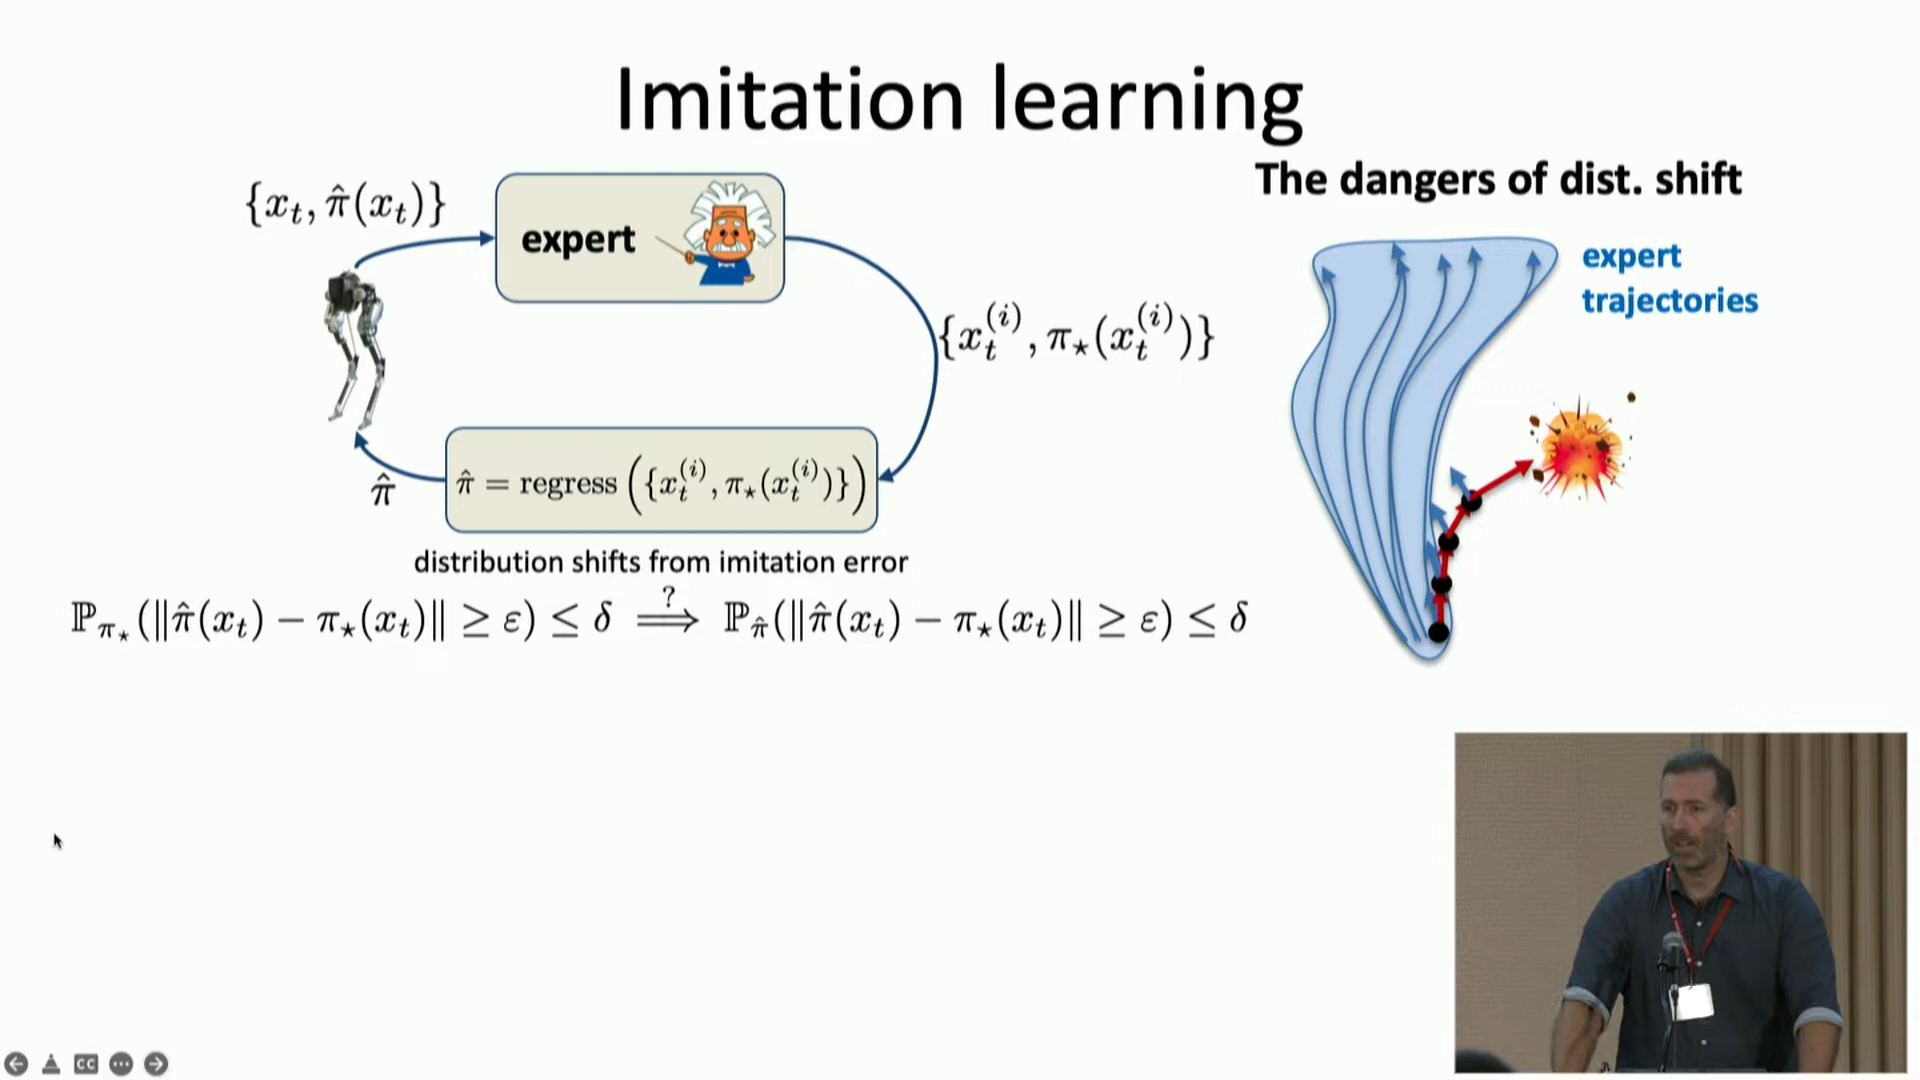 Imitation learning
The dangers of dist. shift
{x_t, π̂(x_t)}
expert
expert
trajectories
{x_t^{(i)}, π_⋆(x_t^{(i)})}
π̂ = regress ({x_t^{(i)}, π_⋆(x_t^{(i)})})
π̂
distribution shifts from imitation error
ℙ_{π_⋆}(‖π̂(x_t) − π_⋆(x_t)‖ ≥ ε) ≤ δ ⟹^? ℙ_{π̂}(‖π̂(x_t) − π_⋆(x_t)‖ ≥ ε) ≤ δ
CC